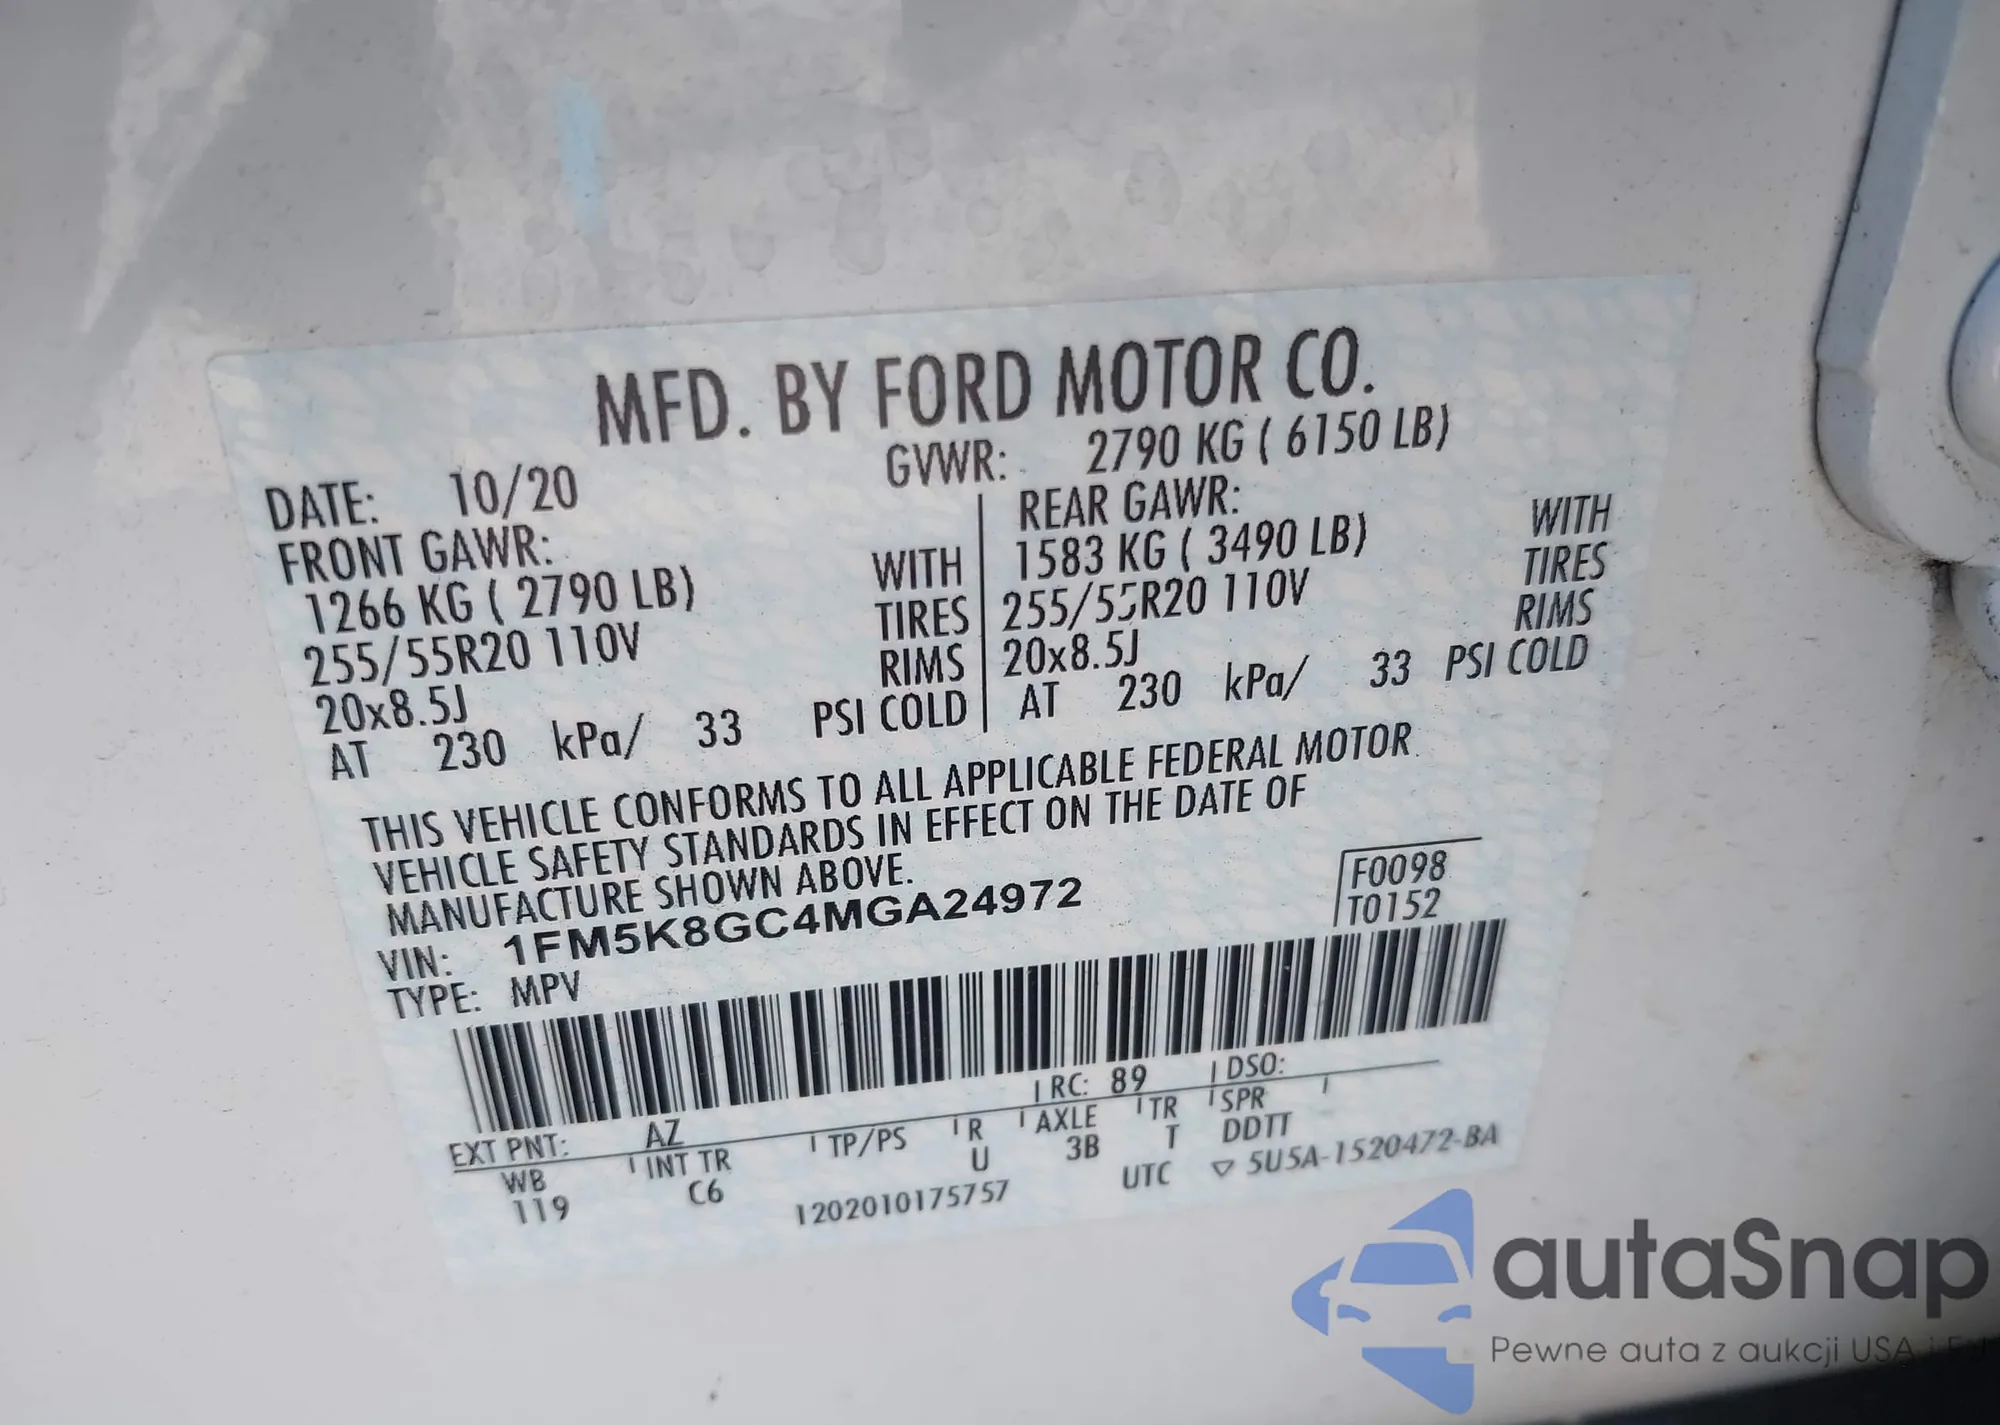 MFD. BY FORD MOTOR CO.
DATE: 10/20 GVWR: 2790 KG ( 6150 LB)
FRONT GAWR: REAR GAWR:
1266 KG ( 2790 LB) WITH 1583 KG ( 3490 LB) WITH
255/55R20 110V TIRES 255/55R20 110V TIRES
20x8.5J RIMS 20x8.5J RIMS
AT 230 kPa/ 33 PSI COLD AT 230 kPa/ 33 PSI COLD
THIS VEHICLE CONFORMS TO ALL APPLICABLE FEDERAL MOTOR
VEHICLE SAFETY STANDARDS IN EFFECT ON THE DATE OF
MANUFACTURE SHOWN ABOVE.
F0098
VIN: 1FM5K8GC4MGA24972 T0152
TYPE: MPV
RC: 89 DSO:
EXT PNT: AZ
WB INT TR TP/PS R AXLE TR SPR
119 C6 U 3B T DDTT
1202010175757 UTC ▽ 5U5A-1520472-BA
autaSnap
Pewne auta z aukcji USA i